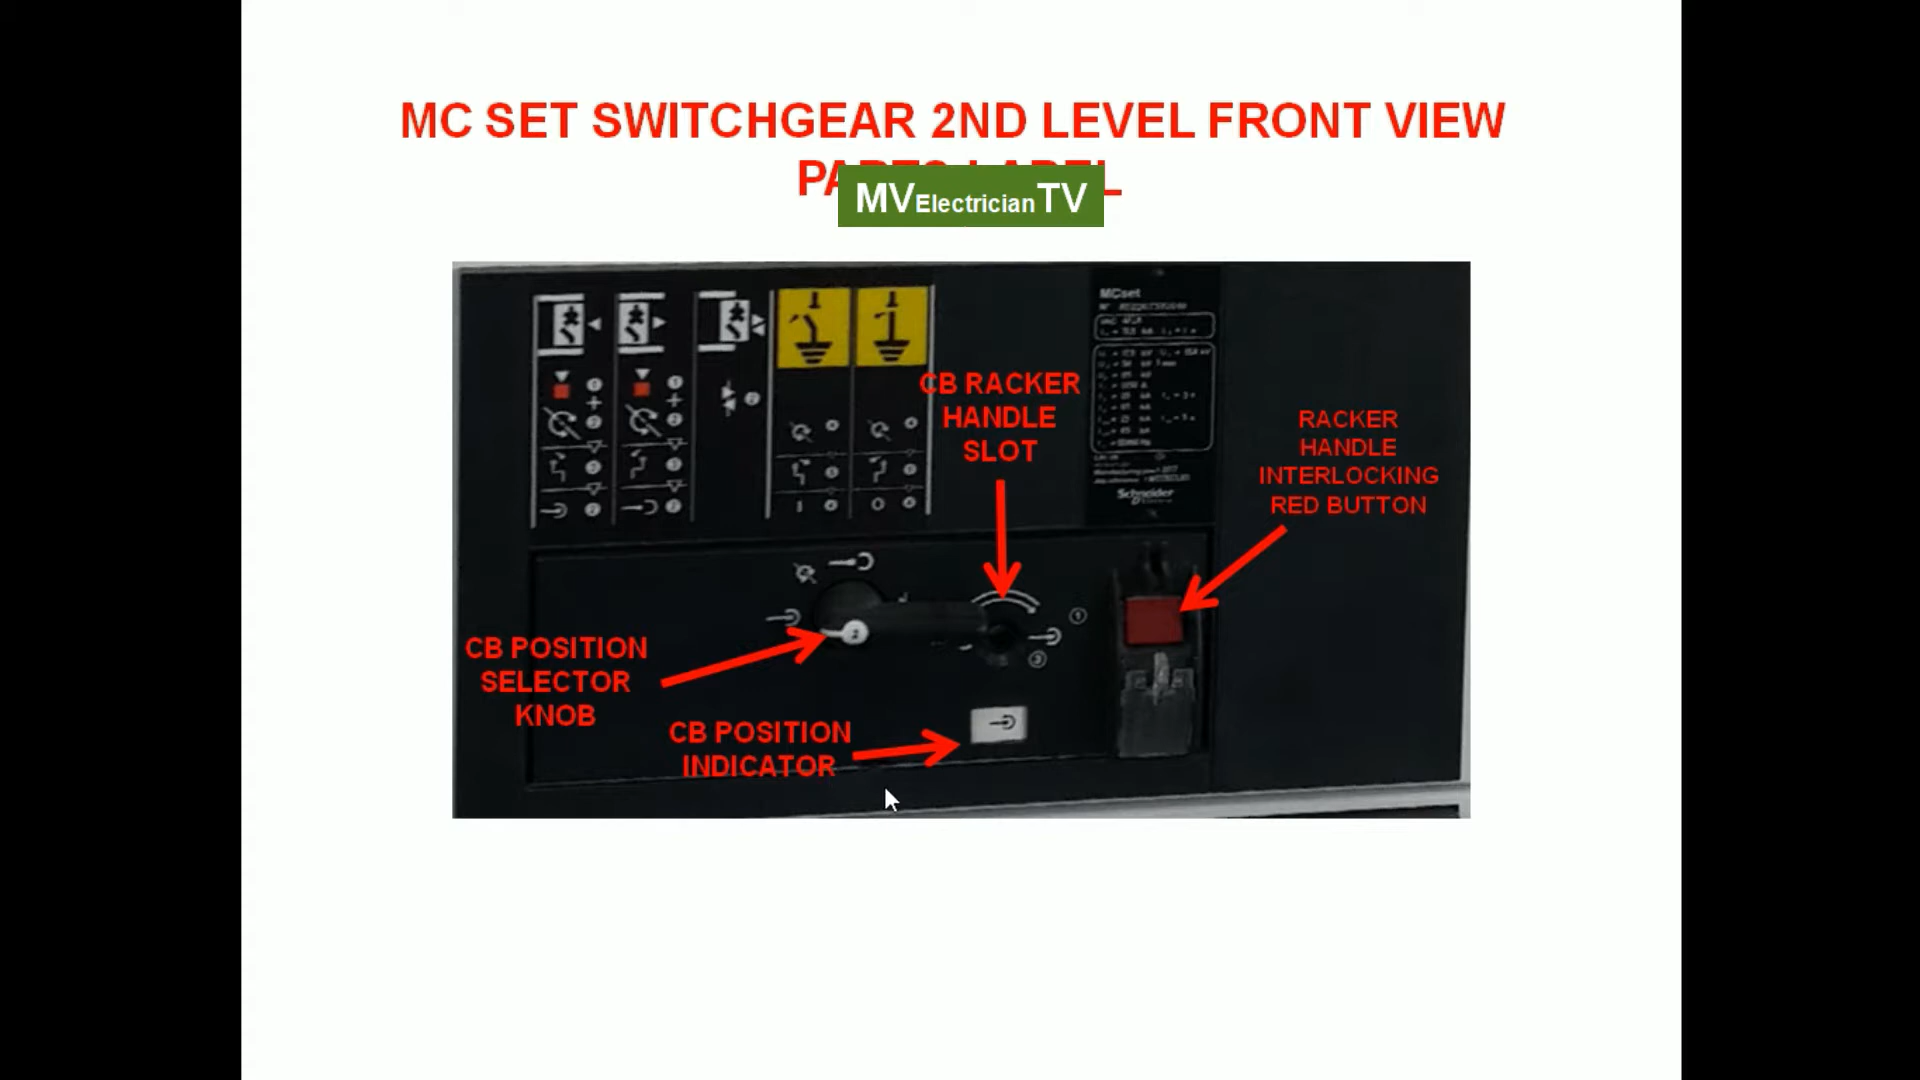 MC SET SWITCHGEAR 2ND LEVEL FRONT VIEW
MVElectricianTV
MCset
CB RACKER
HANDLE
SLOT
RACKER
HANDLE
INTERLOCKING
RED BUTTON
Schneider
CB POSITION
SELECTOR
KNOB
CB POSITION
INDICATOR